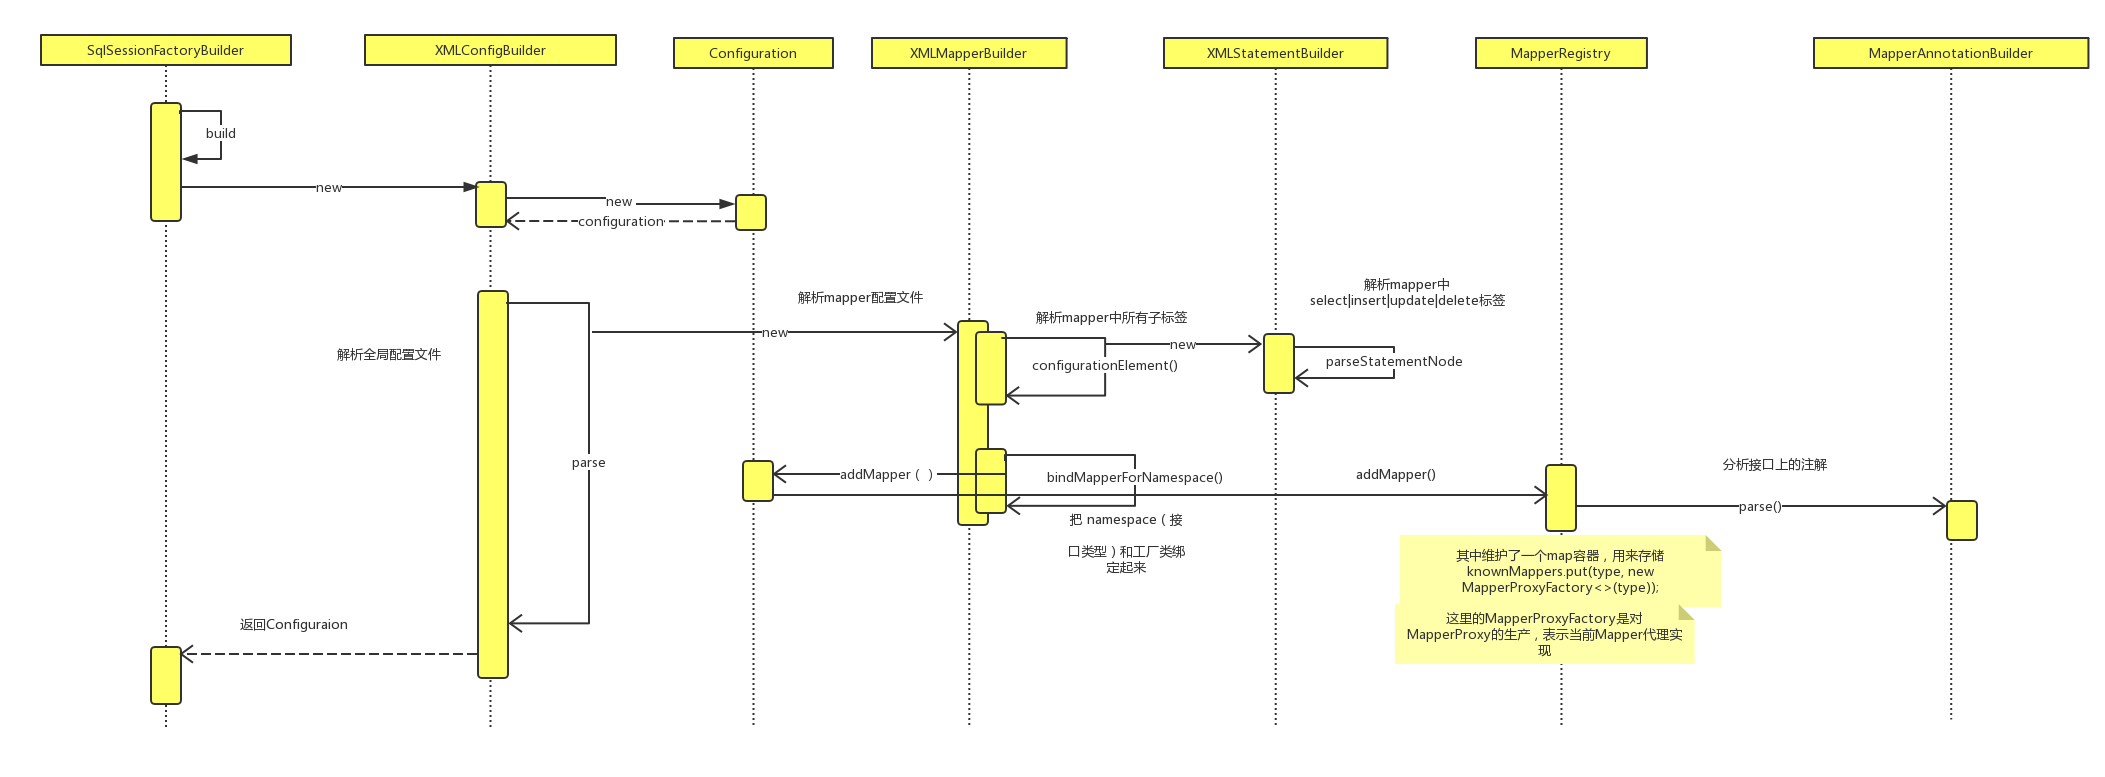 SqlSessionFactoryBuilder
XMLConfigBuilder
Configuration
XMLMapperBuilder
XMLStatementBuilder
MapperRegistry
MapperAnnotationBuilder
build
new
new
configuration
解析mapper中
select|insert|update|delete标签
解析mapper配置文件
解析mapper中所有子标签
new
new
解析全局配置文件
configurationElement()
parseStatementNode
parse
分析接口上的注解
addMapper（ ）
bindMapperForNamespace()
addMapper()
parse()
把 namespace（接
口类型）和工厂类绑
定起来
其中维护了一个map容器，用来存储
knownMappers.put(type, new
MapperProxyFactory<>(type));
这里的MapperProxyFactory是对
MapperProxy的生产，表示当前Mapper代理实
现
返回Configuraion